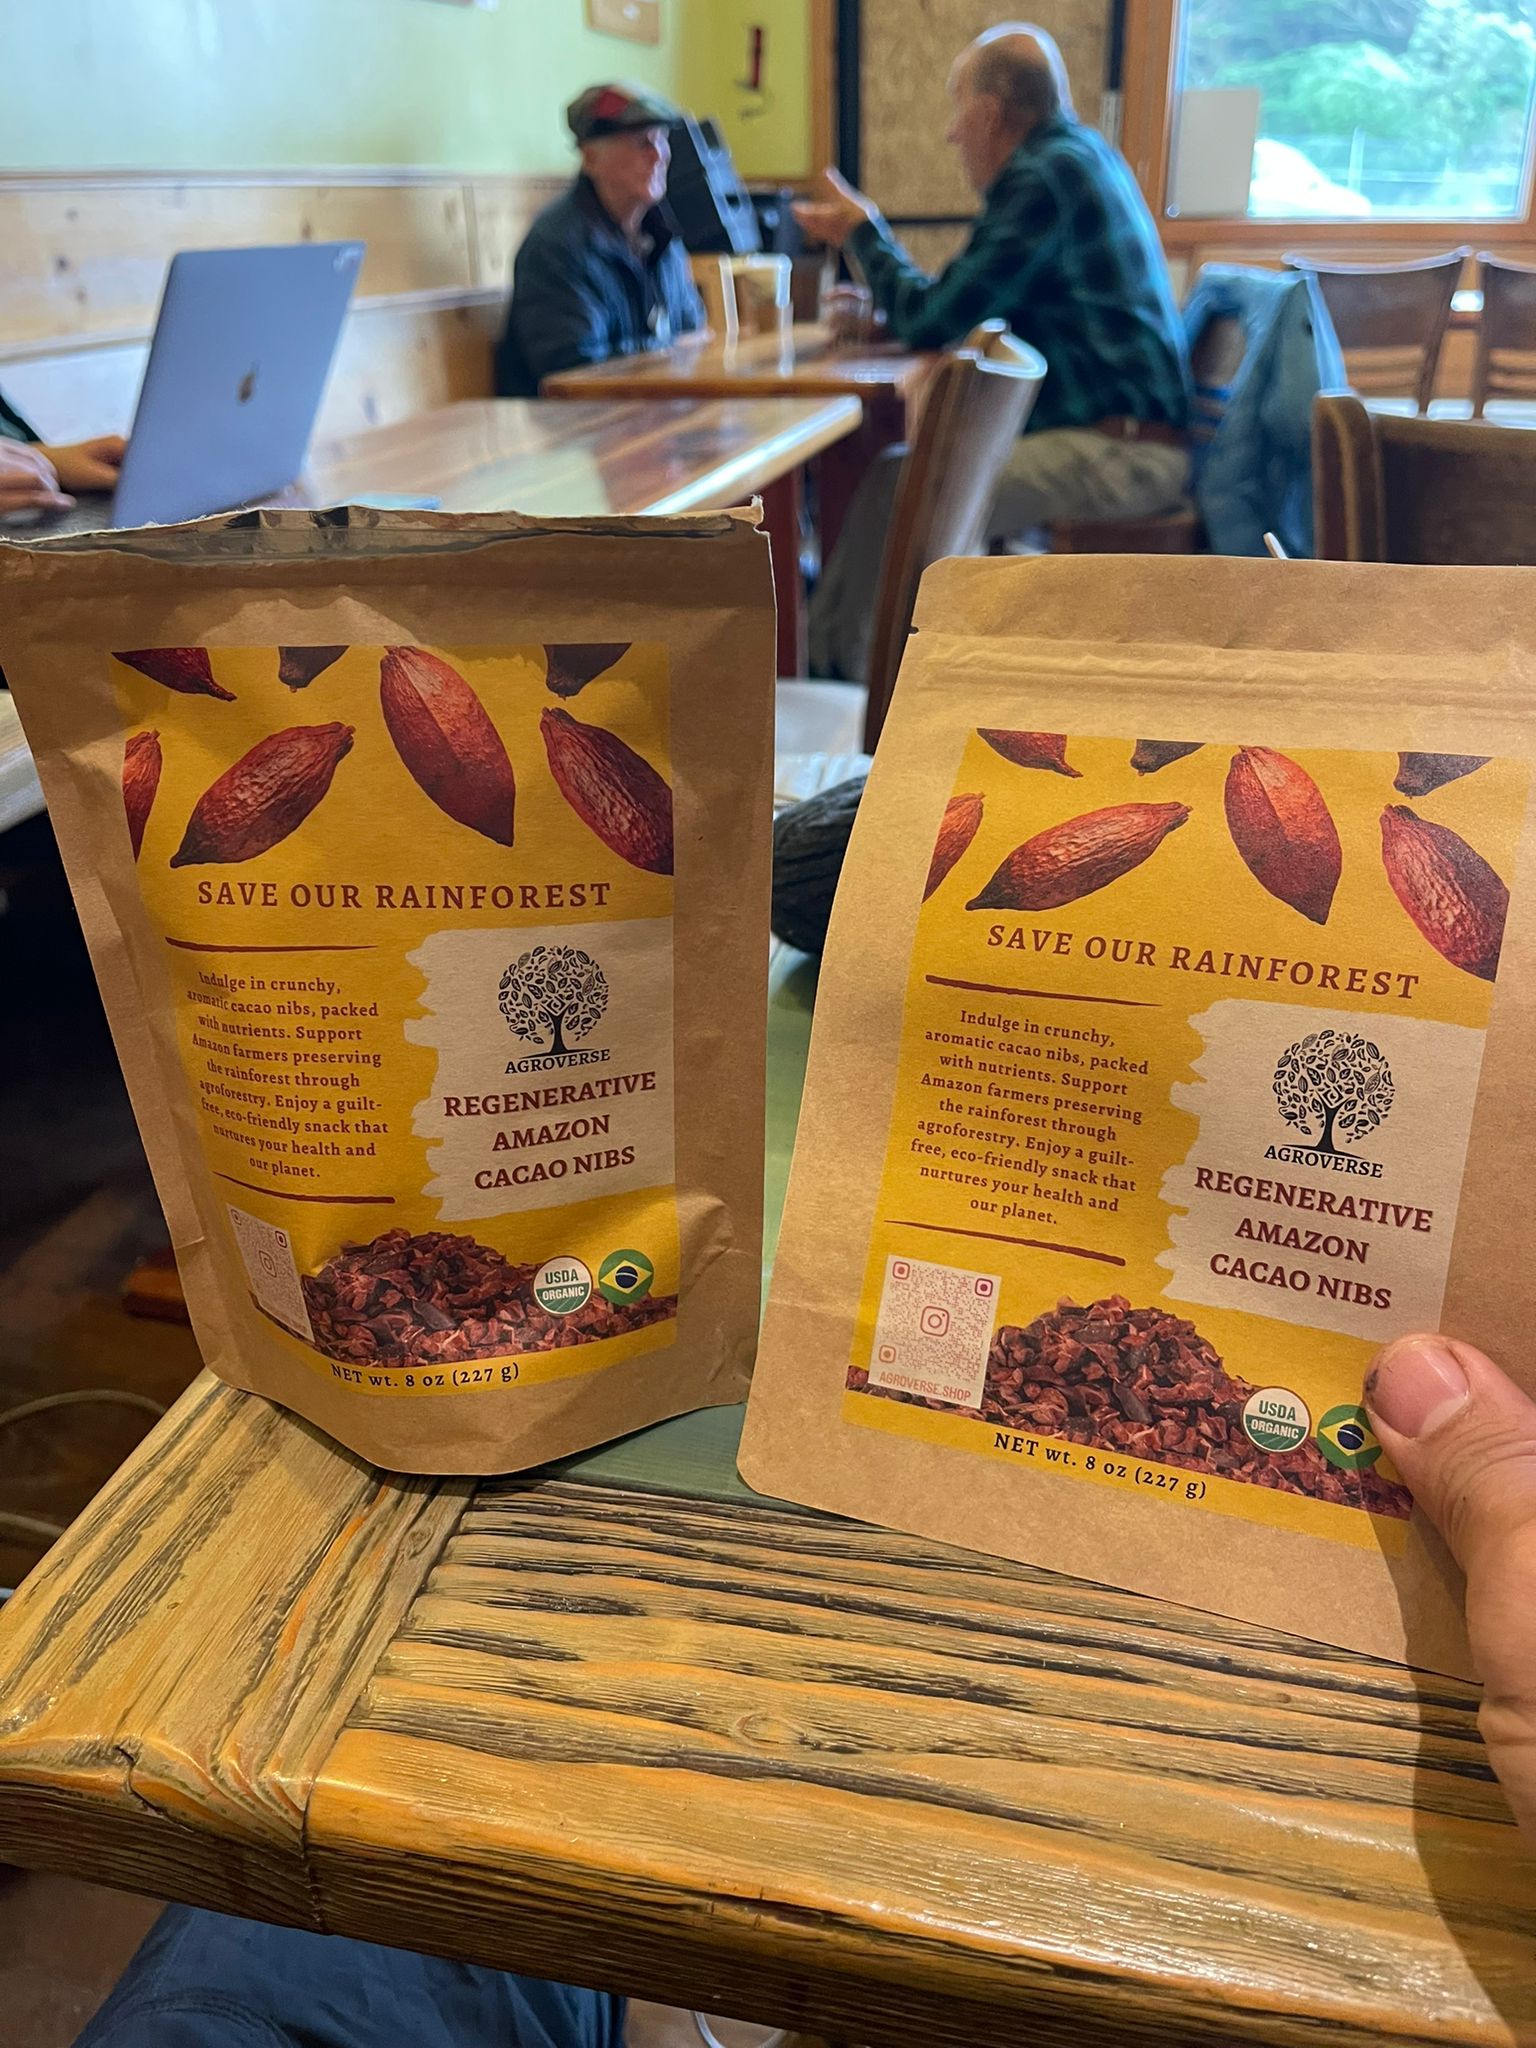 SAVE OUR RAINFOREST
Indulge in crunchy,
aromatic cacao nibs, packed
with nutrients. Support
Amazon farmers preserving
the rainforest through
agroforestry. Enjoy a guilt-
free, eco-friendly snack that
nurtures your health and
our planet.
AGROVERSE
REGENERATIVE
AMAZON
CACAO NIBS
USDA
ORGANIC
NET wt. 8 oz (227 g)
SAVE OUR RAINFOREST
Indulge in crunchy,
aromatic cacao nibs, packed
with nutrients. Support
Amazon farmers preserving
the rainforest through
agroforestry. Enjoy a guilt-
free, eco-friendly snack that
nurtures your health and
our planet.
AGROVERSE
REGENERATIVE
AMAZON
CACAO NIBS
AGROVERSE.SHOP
USDA
ORGANIC
NET wt. 8 oz (227 g)